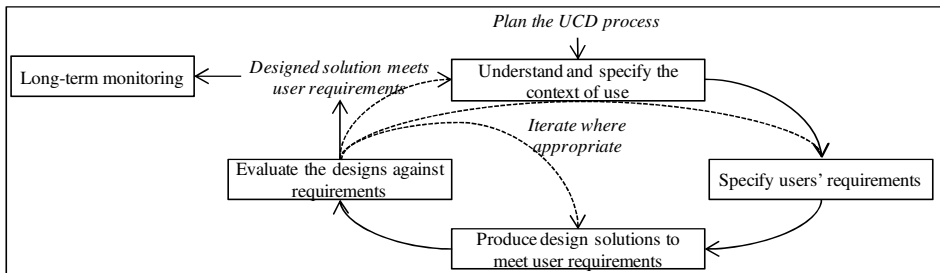 Plan the UCD process
Long-term monitoring
Designed solution meets
user requirements
Understand and specify the
context of use
Iterate where
appropriate
Evaluate the designs against
requirements
Specify users’ requirements
Produce design solutions to
meet user requirements